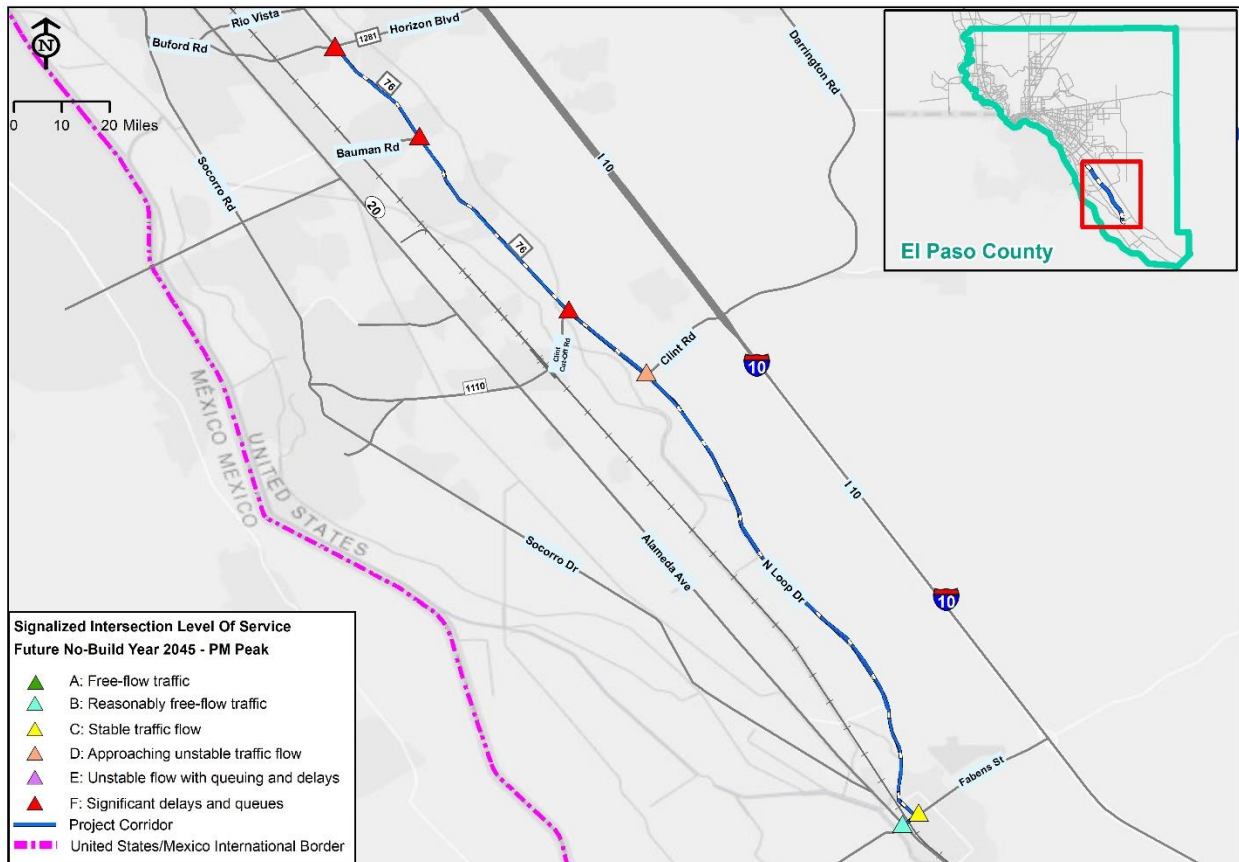 Rio Vista
Buford Rd
1281
Horizon Blvd
Darrington Rd
N
0 10 20 Miles
76
Bauman Rd
Socorro Rd
I 10
20
76
El Paso County
Clint Rd
Clint
Cut-Off Rd
10
1110
MÉXICO MEXICO
UNITED STATES
I 10
Socorro Dr
Alameda Ave
N Loop Dr
10
Fabens St
Signalized Intersection Level Of Service
Future No-Build Year 2045 - PM Peak
A: Free-flow traffic
B: Reasonably free-flow traffic
C: Stable traffic flow
D: Approaching unstable traffic flow
E: Unstable flow with queuing and delays
F: Significant delays and queues
Project Corridor
United States/Mexico International Border